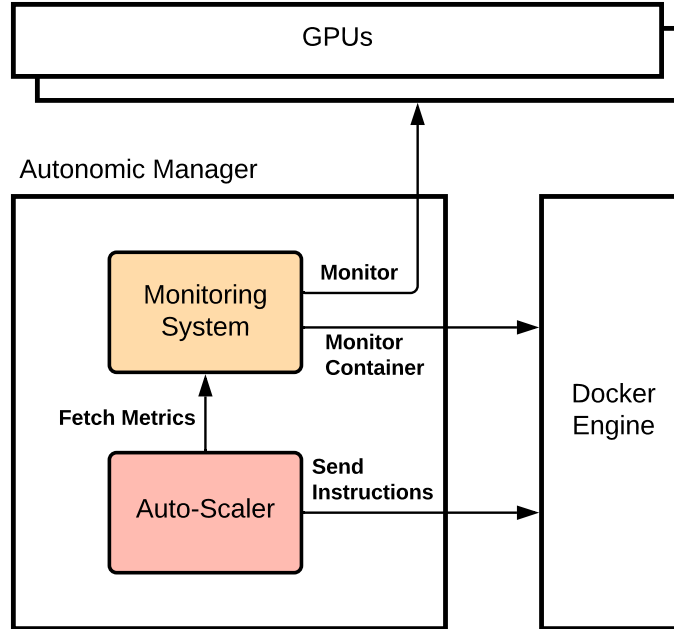 GPUs
Autonomic Manager
Monitoring
System
Monitor
Monitor
Container
Fetch Metrics
Auto-Scaler
Send
Instructions
Docker
Engine